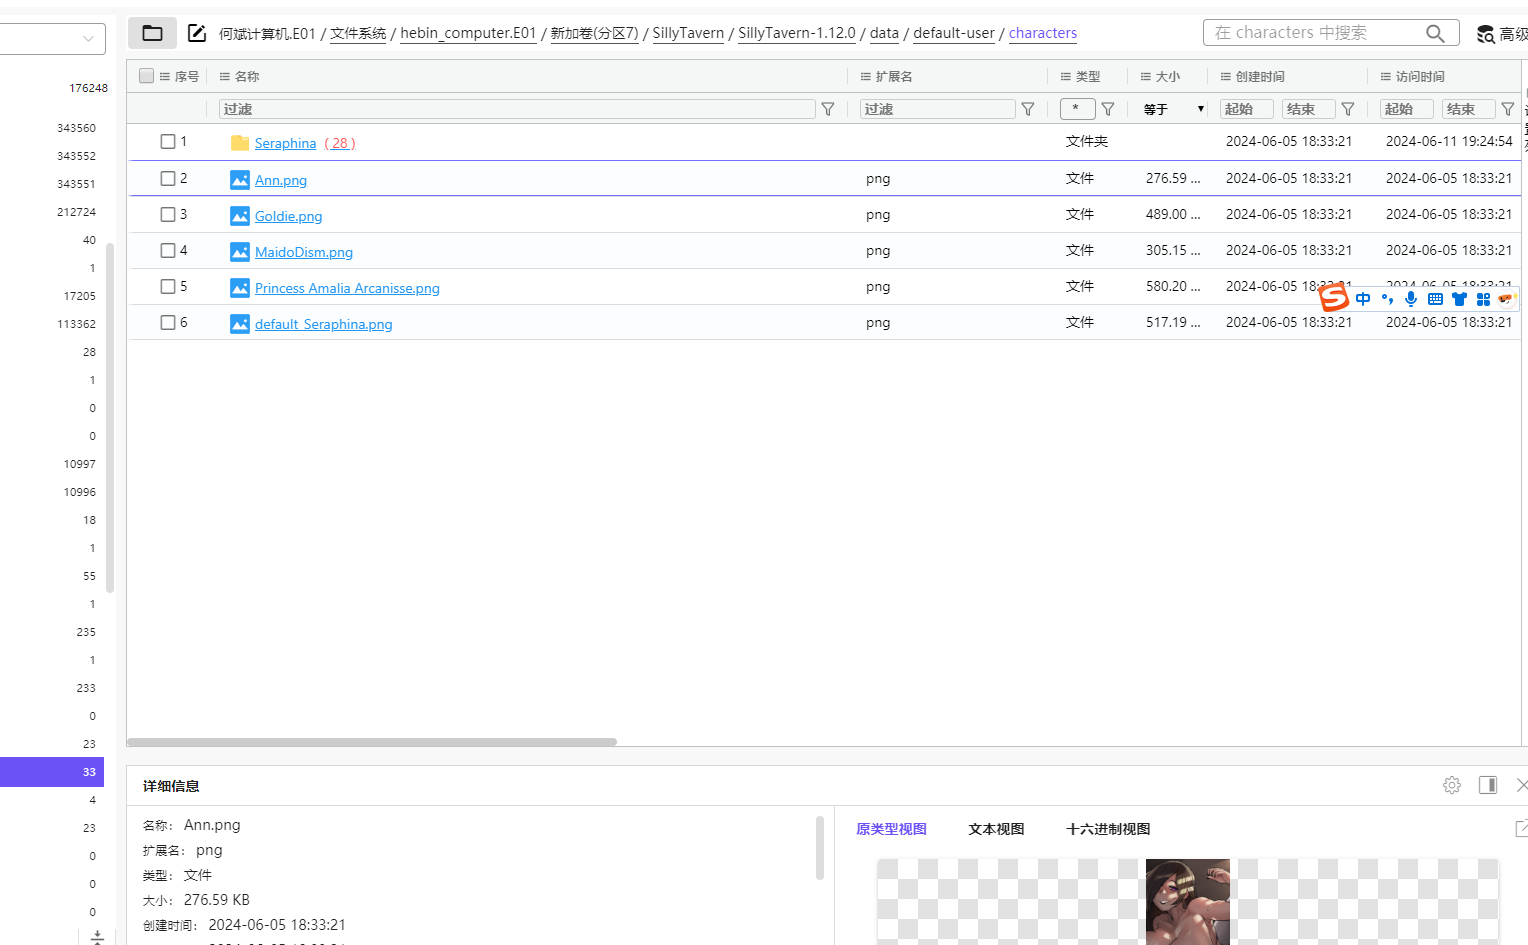 何斌计算机.E01 / 文件系统 / hebin_computer.E01 / 新加卷(分区7) / SillyTavern / SillyTavern-1.12.0 / data / default-user / characters
在 characters 中搜索
高级
序号 名称 扩展名 类型 大小 创建时间 访问时间
过滤 过滤 * 等于 起始 结束 起始 结束
1 Seraphina ( 28 ) 文件夹 2024-06-05 18:33:21 2024-06-11 19:24:54
2 Ann.png png 文件 276.59 ... 2024-06-05 18:33:21 2024-06-05 18:33:21
3 Goldie.png png 文件 489.00 ... 2024-06-05 18:33:21 2024-06-05 18:33:21
4 MaidoDism.png png 文件 305.15 ... 2024-06-05 18:33:21 2024-06-05 18:33:21
5 Princess Amalia Arcanisse.png png 文件 580.20 ... 2024-06-05
中
6 default_Seraphina.png png 文件 517.19 ... 2024-06-05 18:33:21 2024-06-05 18:33:21
176248
343560
343552
343551
212724
40
1
17205
113362
28
1
0
0
10997
10996
18
1
55
1
235
1
233
0
23
33
4
23
0
0
0
详细信息
名称: Ann.png
扩展名: png
类型: 文件
大小: 276.59 KB
创建时间: 2024-06-05 18:33:21
原类型视图 文本视图 十六进制视图